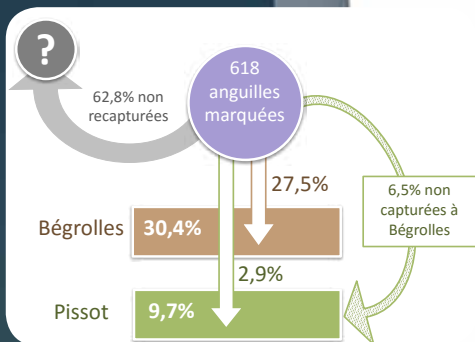 ?
618
anguilles
marquées
62,8% non
recapturées
27,5%
6,5% non
capturées à
Bégrolles
Bégrolles
30,4%
2,9%
Pissot
9,7%